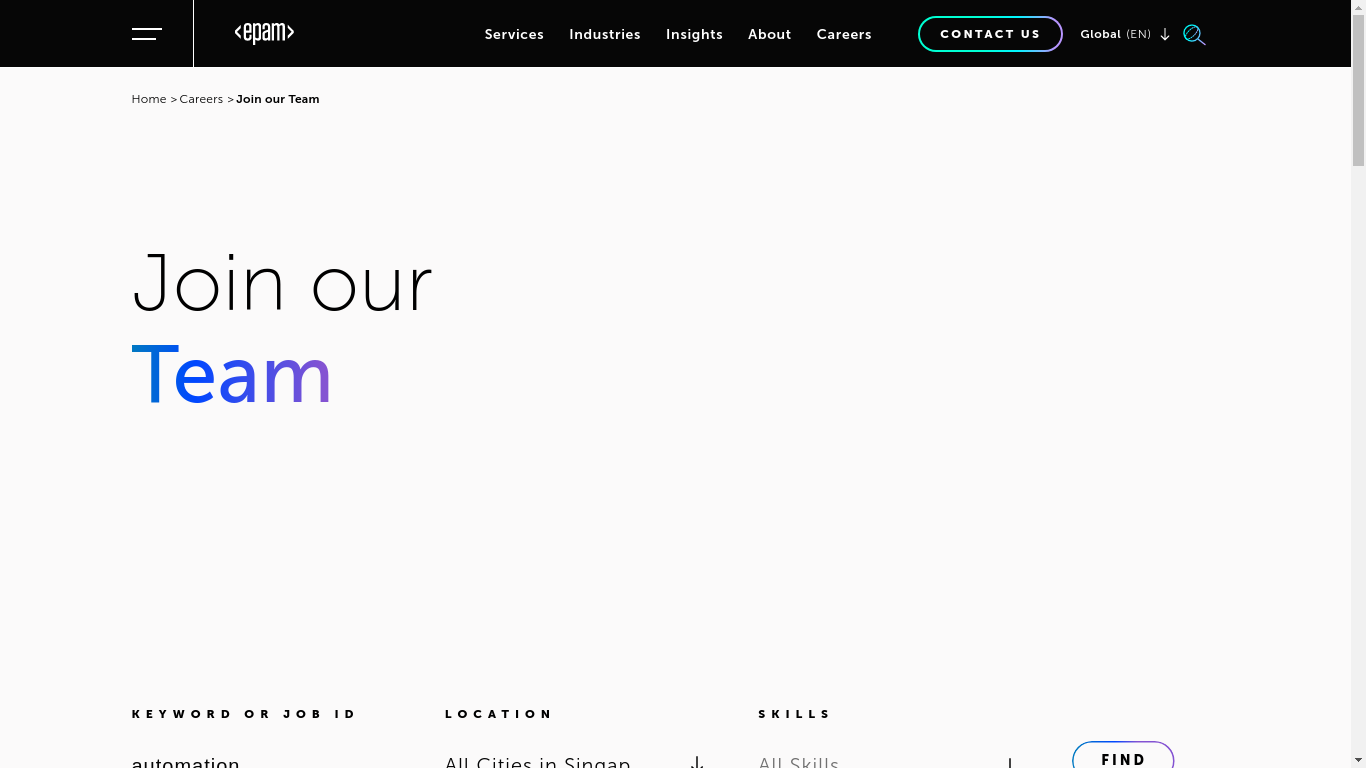 <epam>
Services Industries Insights About Careers
CONTACT US
Global (EN)
Home > Careers > Join our Team
Join our
Team
KEYWORD OR JOB ID
LOCATION
SKILLS
automation
All Cities in Singap
All Skills
FIND